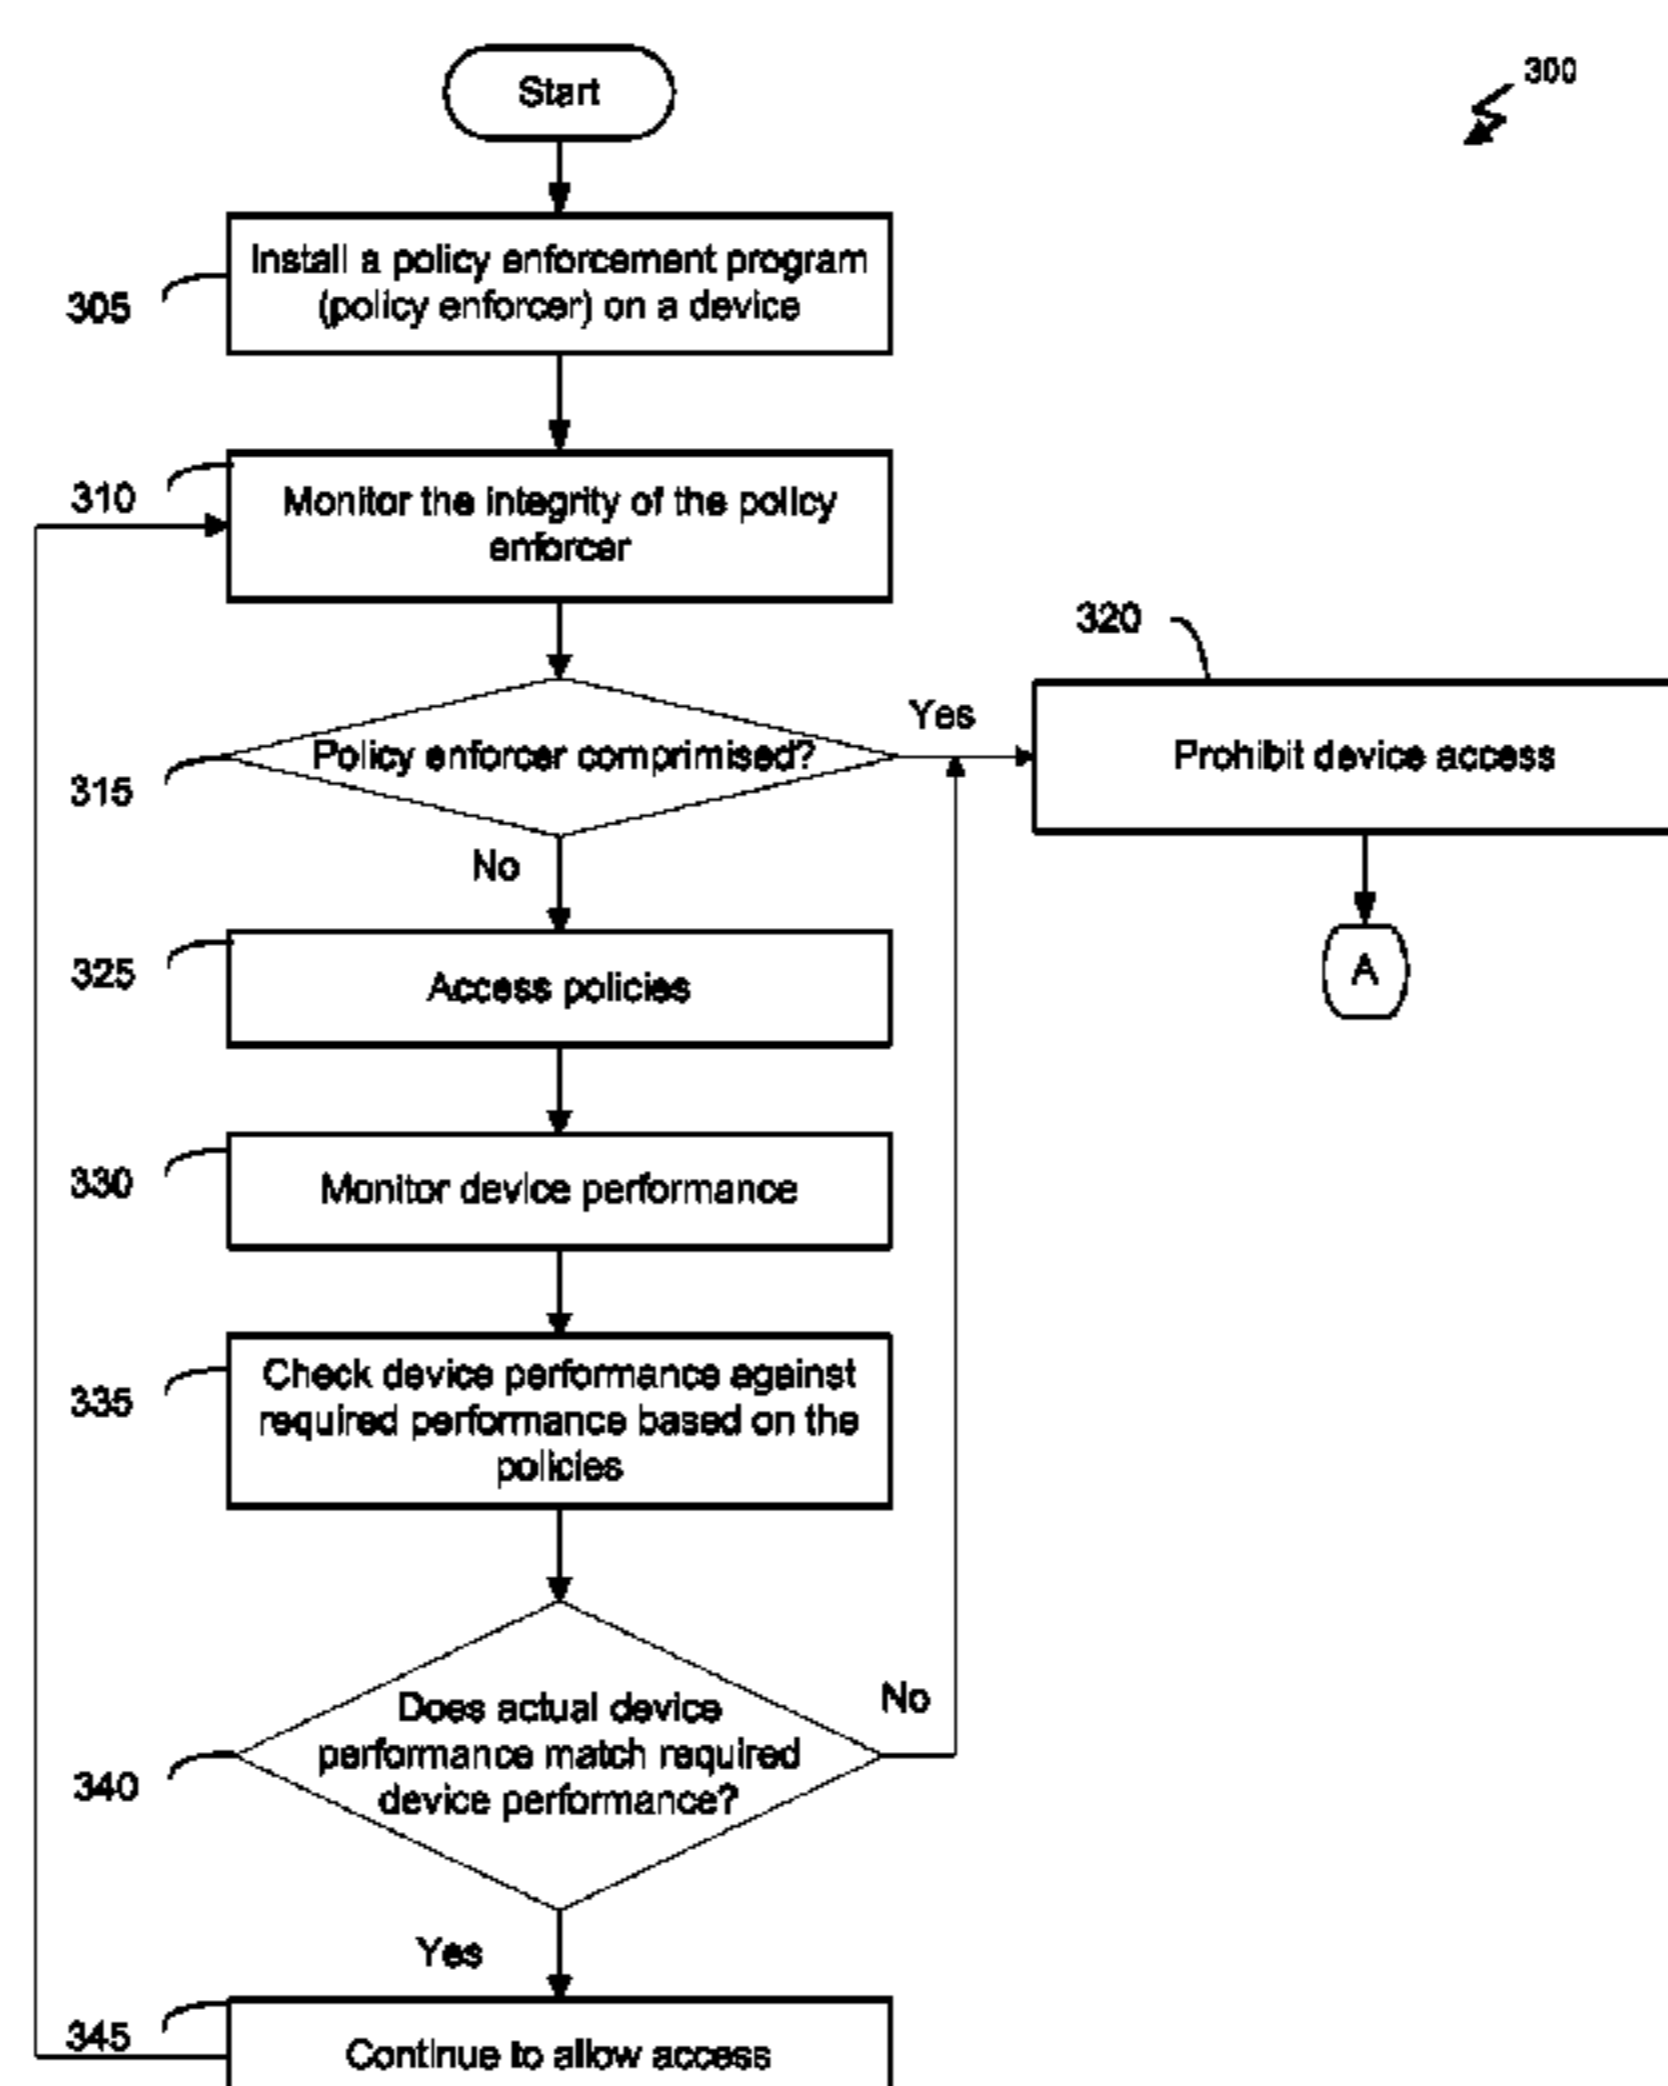 Start
300
Install a policy enforcement program
(policy enforcer) on a device
305
310
Monitor the integrity of the policy
enforcer
320
Yes
Policy enforcer comprimised?
Prohibit device access
315
No
325
Access policies
A
330
Monitor device performance
335
Check device performance against
required performance based on the
policies
No
Does actual device
performance match required
device performance?
340
Yes
345
Continue to allow access